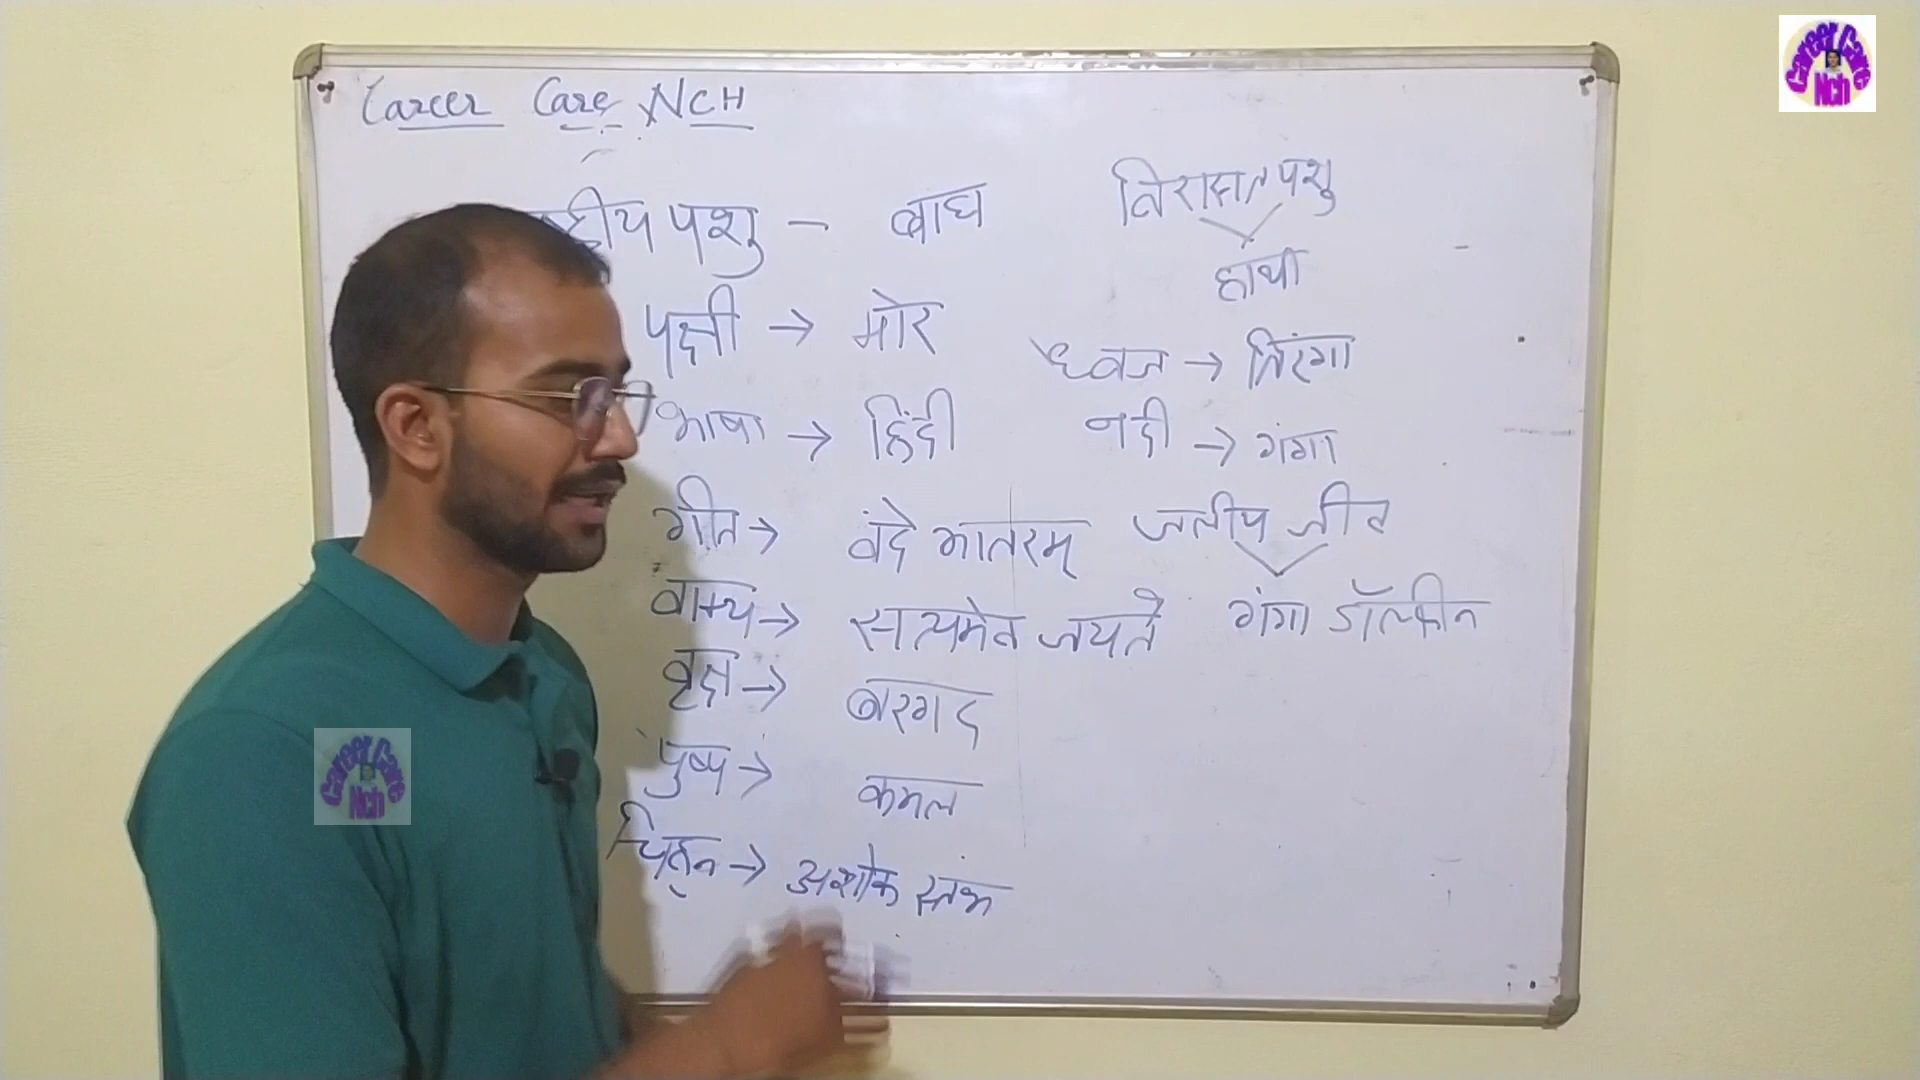 Career Care NCH
पशु - बाघ
पक्षी → मोर
भाषा → हिंदी
गीत → वंदे मातरम्
वाक्य → सत्यमेव जयते
वृक्ष → बरगद
पुष्प → कमल
चिह्न → अशोक स्तंभ
विरासत पशु
हाथी
ध्वज → तिरंगा
नदी → गंगा
जलीय जीव
गंगा डॉल्फीन
Career Care Nch
Career Care Nch